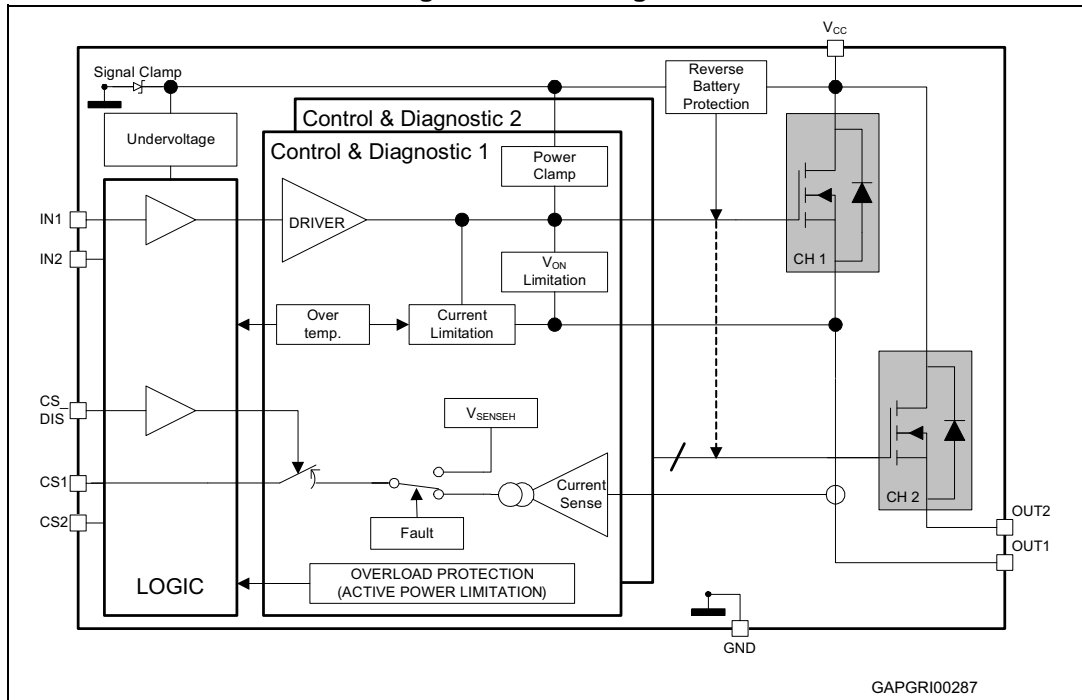 VCC
Signal Clamp
Reverse
Battery
Protection
Control & Diagnostic 2
Undervoltage
Control & Diagnostic 1
Power
Clamp
IN1
DRIVER
IN2
VON
Limitation
CH 1
Over
temp.
Current
Limitation
CS_
DIS
VSENSEH
CS1
Current
Sense
CH 2
CS2
Fault
OUT2
OUT1
LOGIC
OVERLOAD PROTECTION
(ACTIVE POWER LIMITATION)
GND
GAPGRI00287